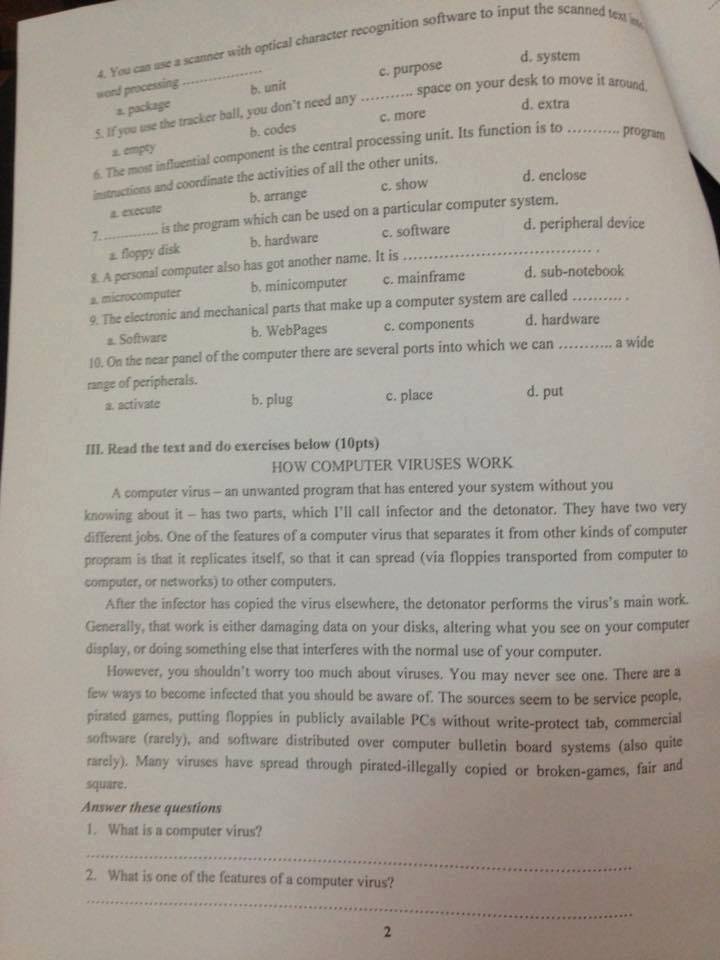 4. You can use a scanner with optical character recognition software to input the scanned text
word processing ....................
a. package b. unit c. purpose d. system
5. If you use the tracker ball, you don't need any ............ space on your desk to move it around.
a. empty b. codes c. more d. extra
6. The most influential component is the central processing unit. Its function is to ............ program
instructions and coordinate the activities of all the other units.
a. execute b. arrange c. show d. enclose
7. ............ is the program which can be used on a particular computer system.
a. floppy disk b. hardware c. software d. peripheral device
8. A personal computer also has got another name. It is ........................................ .
a. microcomputer b. minicomputer c. mainframe d. sub-notebook
9. The electronic and mechanical parts that make up a computer system are called ............ .
a. Software b. WebPages c. components d. hardware
10. On the near panel of the computer there are several ports into which we can ............ a wide
range of peripherals.
a. activate b. plug c. place d. put
III. Read the text and do exercises below (10pts)
HOW COMPUTER VIRUSES WORK
A computer virus – an unwanted program that has entered your system without you
knowing about it – has two parts, which I'll call infector and the detonator. They have two very
different jobs. One of the features of a computer virus that separates it from other kinds of computer
propram is that it replicates itself, so that it can spread (via floppies transported from computer to
computer, or networks) to other computers.
After the infector has copied the virus elsewhere, the detonator performs the virus's main work.
Generally, that work is either damaging data on your disks, altering what you see on your computer
display, or doing something else that interferes with the normal use of your computer.
However, you shouldn't worry too much about viruses. You may never see one. There are a
few ways to become infected that you should be aware of. The sources seem to be service people,
pirated games, putting floppies in publicly available PCs without write-protect tab, commercial
software (rarely), and software distributed over computer bulletin board systems (also quite
rarely). Many viruses have spread through pirated-illegally copied or broken-games, fair and
square.
Answer these questions
1. What is a computer virus?
................................................................................
2. What is one of the features of a computer virus?
................................................................................
2